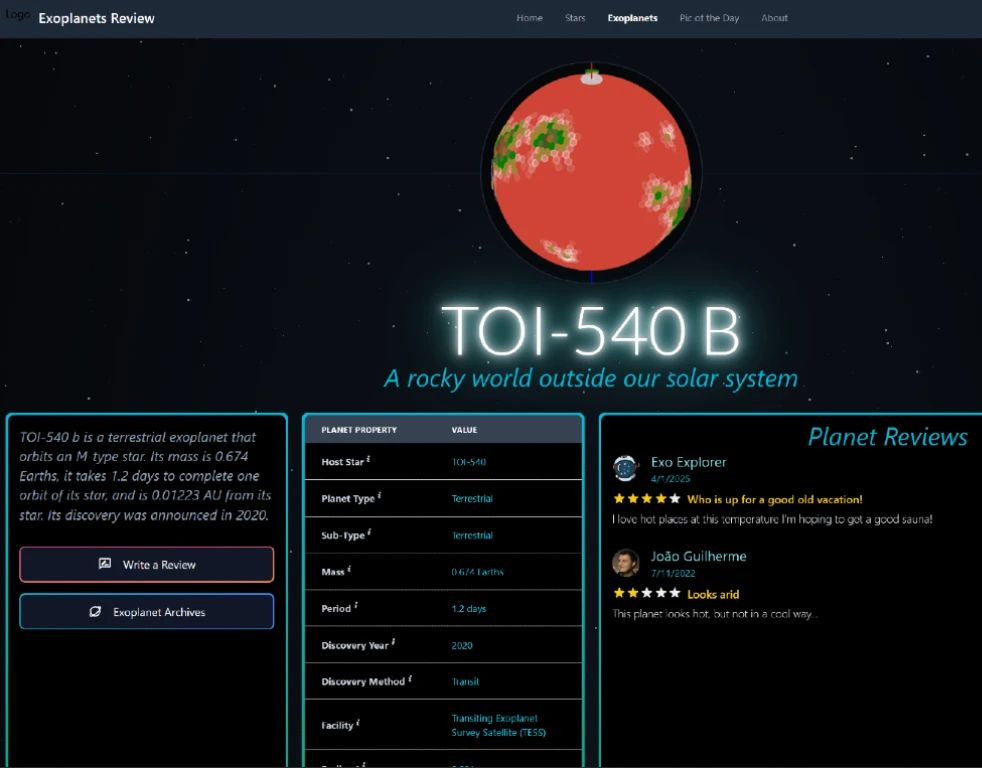 Logo
Exoplanets Review
Home
Stars
Exoplanets
Pic of the Day
About
TOI-540 B
A rocky world outside our solar system
TOI-540 b is a terrestrial exoplanet that
orbits an M-type star. Its mass is 0.674
Earths, it takes 1.2 days to complete one
orbit of its star, and is 0.01223 AU from its
star. Its discovery was announced in 2020.
Write a Review
Exoplanet Archives
PLANET PROPERTY VALUE
Host Star i TOI-540
Planet Type i Terrestrial
Sub-Type i Terrestrial
Mass i 0.674 Earths
Period i 1.2 days
Discovery Year i 2020
Discovery Method i Transit
Facility i Transiting Exoplanet
Survey Satellite (TESS)
Planet Reviews
Exo Explorer
4/1/2025
Who is up for a good old vacation!
I love hot places at this temperature I'm hoping to get a good sauna!
João Guilherme
7/11/2022
Looks arid
This planet looks hot, but not in a cool way...